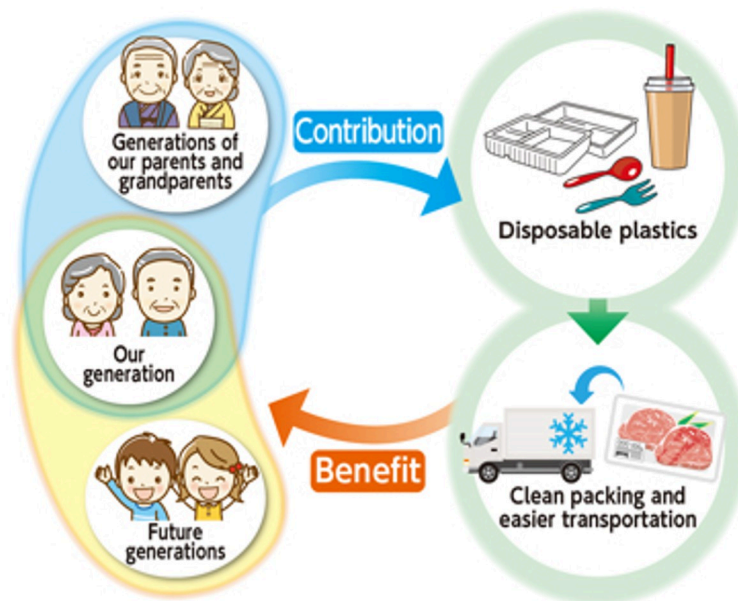 Generations of
our parents and
grandparents
Contribution
Disposable plastics
Our
generation
Benefit
Clean packing and
easier transportation
Future
generations